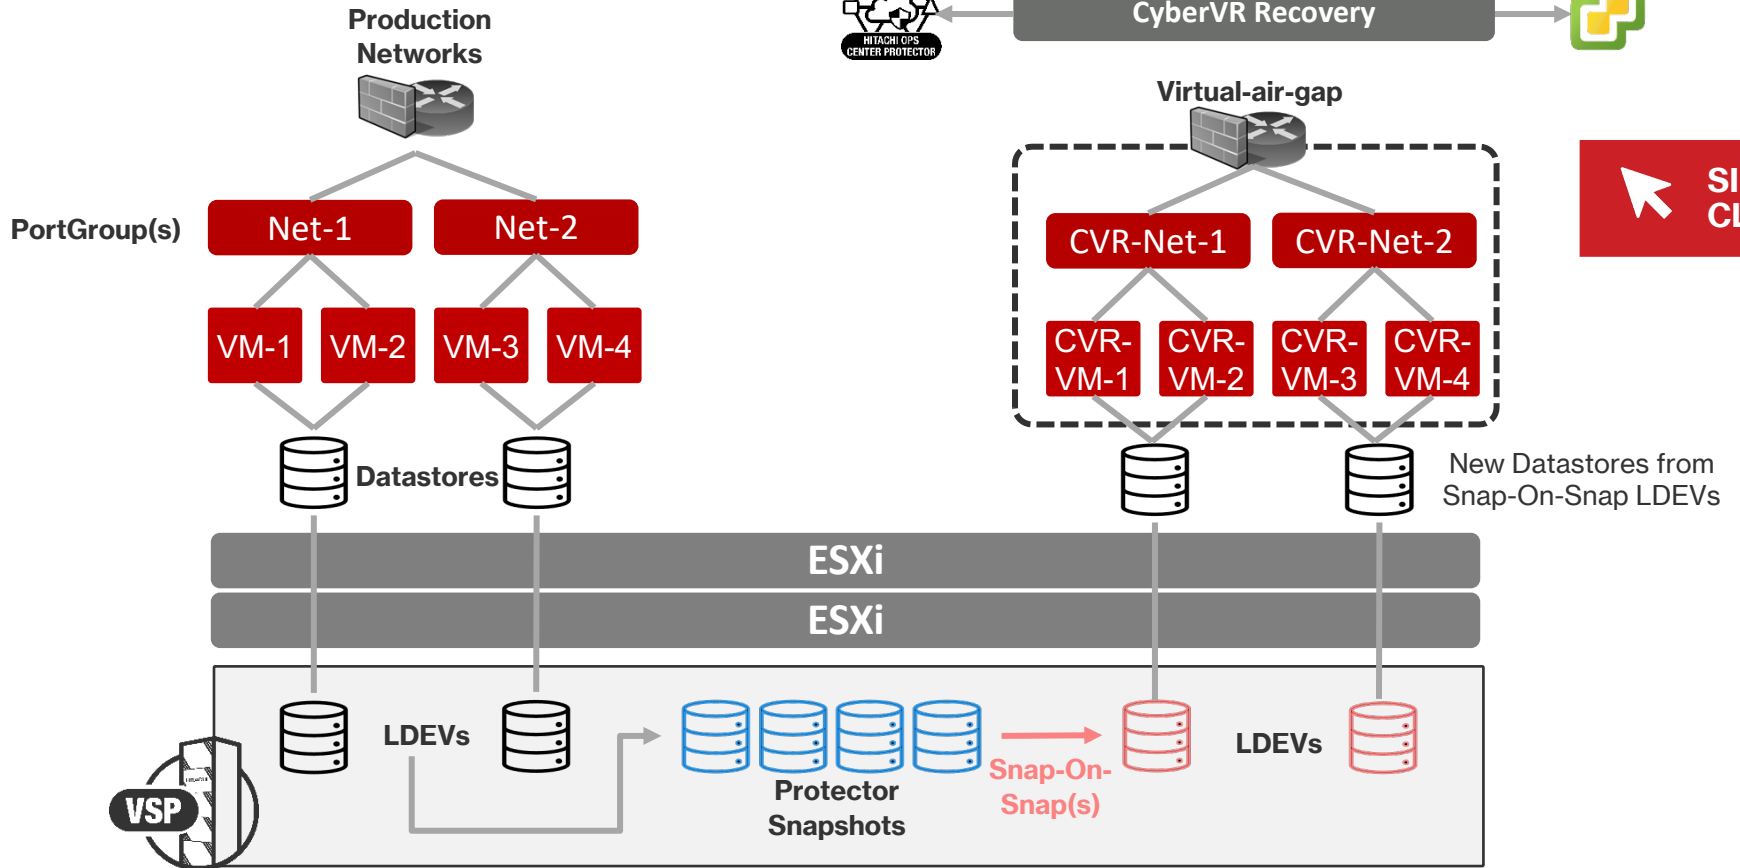 Production
Networks
HITACHI OPS
CENTER PROTECTOR
CyberVR Recovery
Virtual-air-gap
SI
CL
PortGroup(s)
Net-1
Net-2
CVR-Net-1
CVR-Net-2
VM-1
VM-2
VM-3
VM-4
CVR-
VM-1
CVR-
VM-2
CVR-
VM-3
CVR-
VM-4
Datastores
New Datastores from
Snap-On-Snap LDEVs
ESXi
ESXi
LDEVs
Protector
Snapshots
Snap-On-
Snap(s)
LDEVs
VSP